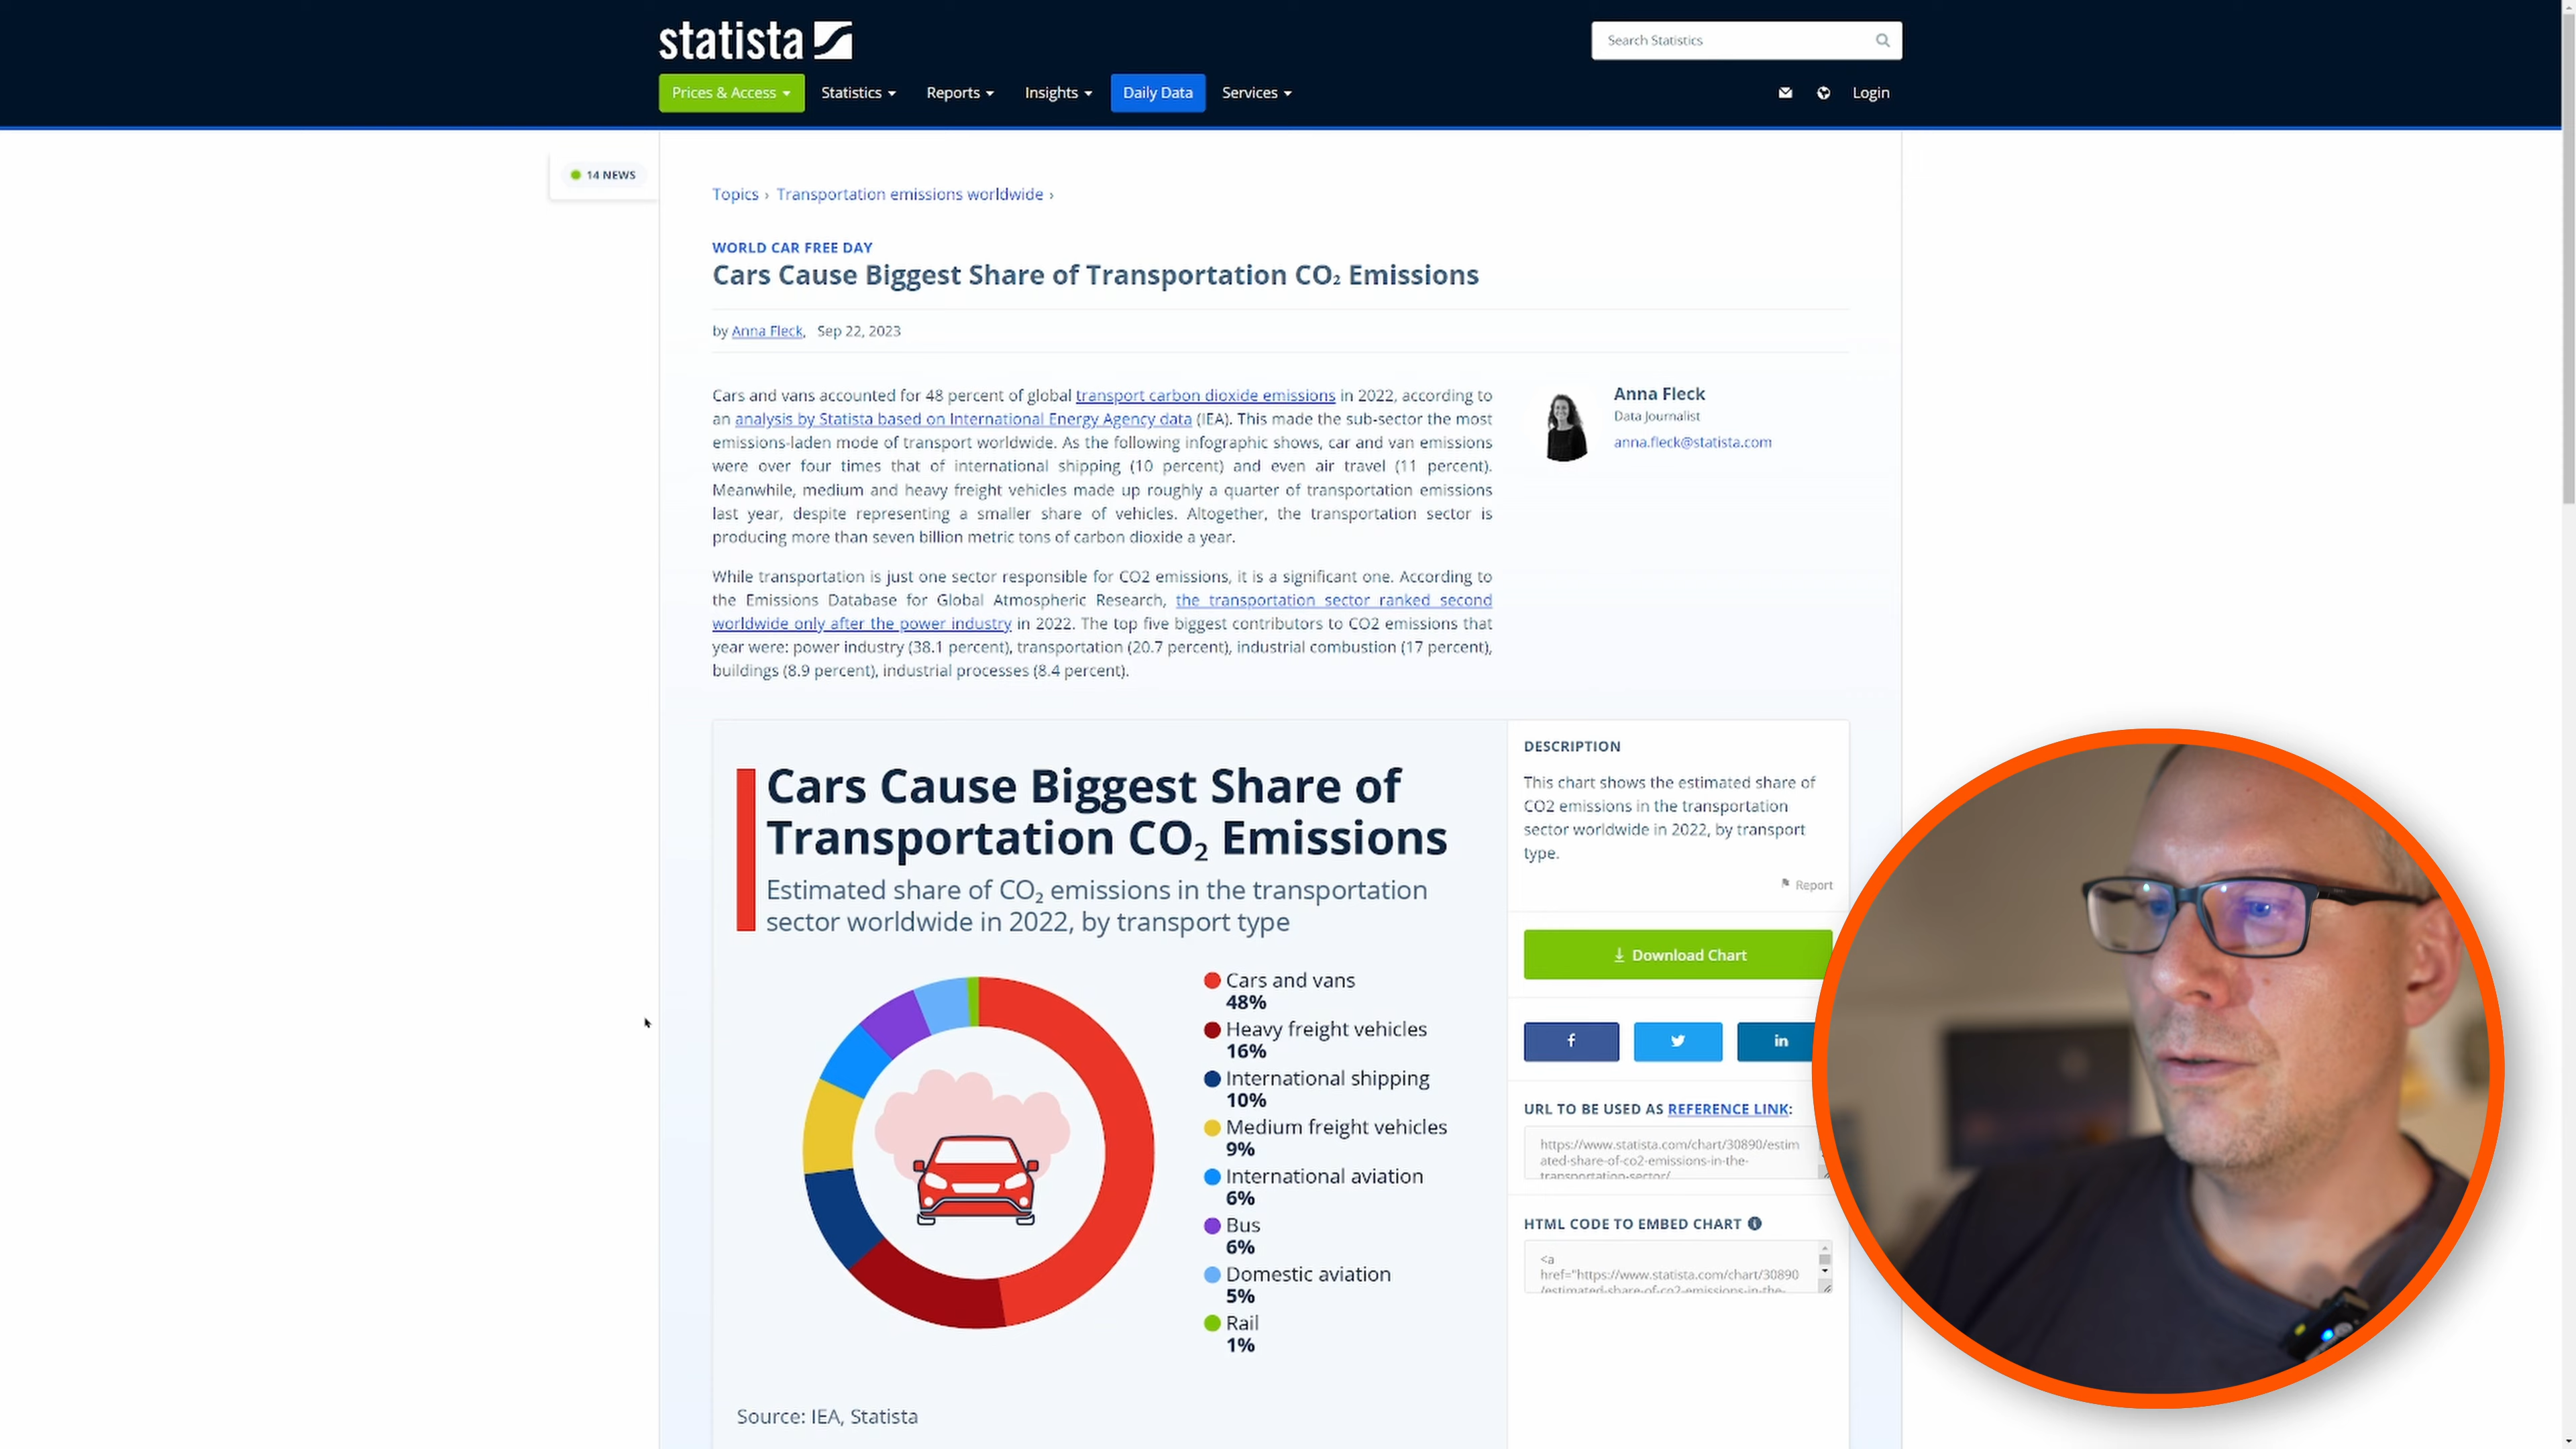 statista
Search Statistics
Prices & Access
Statistics
Reports
Insights
Daily Data
Services
Login
14 NEWS
Topics › Transportation emissions worldwide ›
WORLD CAR FREE DAY
Cars Cause Biggest Share of Transportation CO₂ Emissions
by Anna Fleck, Sep 22, 2023
Cars and vans accounted for 48 percent of global transport carbon dioxide emissions in 2022, according to
an analysis by Statista based on International Energy Agency data (IEA). This made the sub-sector the most
emissions-laden mode of transport worldwide. As the following infographic shows, car and van emissions
were over four times that of international shipping (10 percent) and even air travel (11 percent).
Meanwhile, medium and heavy freight vehicles made up roughly a quarter of transportation emissions
last year, despite representing a smaller share of vehicles. Altogether, the transportation sector is
producing more than seven billion metric tons of carbon dioxide a year.
While transportation is just one sector responsible for CO2 emissions, it is a significant one. According to
the Emissions Database for Global Atmospheric Research, the transportation sector ranked second
worldwide only after the power industry in 2022. The top five biggest contributors to CO2 emissions that
year were: power industry (38.1 percent), transportation (20.7 percent), industrial combustion (17 percent),
buildings (8.9 percent), industrial processes (8.4 percent).
Anna Fleck
Data Journalist
anna.fleck@statista.com
Cars Cause Biggest Share of
Transportation CO₂ Emissions
Estimated share of CO₂ emissions in the transportation
sector worldwide in 2022, by transport type
Cars and vans
48%
Heavy freight vehicles
16%
International shipping
10%
Medium freight vehicles
9%
International aviation
6%
Bus
6%
Domestic aviation
5%
Rail
1%
Source: IEA, Statista
DESCRIPTION
This chart shows the estimated share of
CO2 emissions in the transportation
sector worldwide in 2022, by transport
type.
Report
Download Chart
f
in
URL TO BE USED AS REFERENCE LINK:
https://www.statista.com/chart/30890/estim
ated-share-of-co2-emissions-in-the-
transportation-sector/
HTML CODE TO EMBED CHART
<a
href="https://www.statista.com/chart/30890
/estimated-share-of-co2-emissions-in-the-